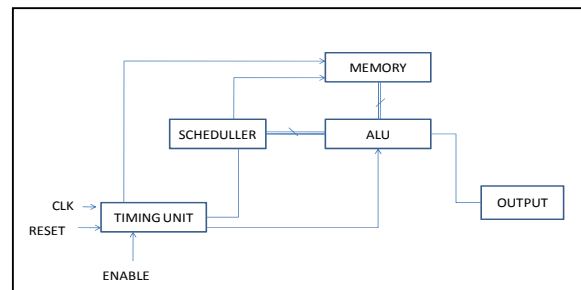 MEMORY
SCHEDULLER
ALU
CLK
TIMING UNIT
OUTPUT
RESET
ENABLE